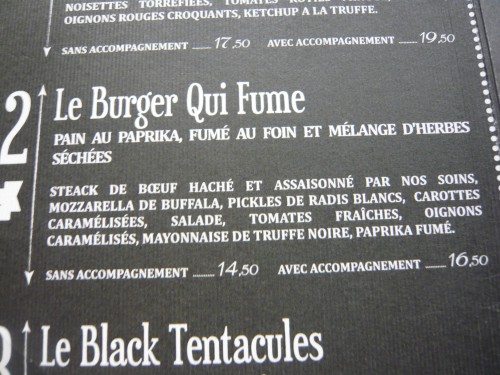 NOISETTES TORRÉFIÉES, TOMATES
OIGNONS ROUGES CROQUANTS, KETCHUP A LA TRUFFE.
SANS ACCOMPAGNEMENT 17,50 AVEC ACCOMPAGNEMENT 19,50
2 Le Burger Qui Fume
PAIN AU PAPRIKA, FUMÉ AU FOIN ET MÉLANGE D'HERBES
SÉCHÉES
STEACK DE BŒUF HACHÉ ET ASSAISONNÉ PAR NOS SOINS,
MOZZARELLA DE BUFFALA, PICKLES DE RADIS BLANCS, CAROTTES
CARAMÉLISÉES, SALADE, TOMATES FRAÎCHES, OIGNONS
CARAMÉLISÉS, MAYONNAISE DE TRUFFE NOIRE, PAPRIKA FUMÉ.
SANS ACCOMPAGNEMENT 14,50 AVEC ACCOMPAGNEMENT 16,50
Le Black Tentacules